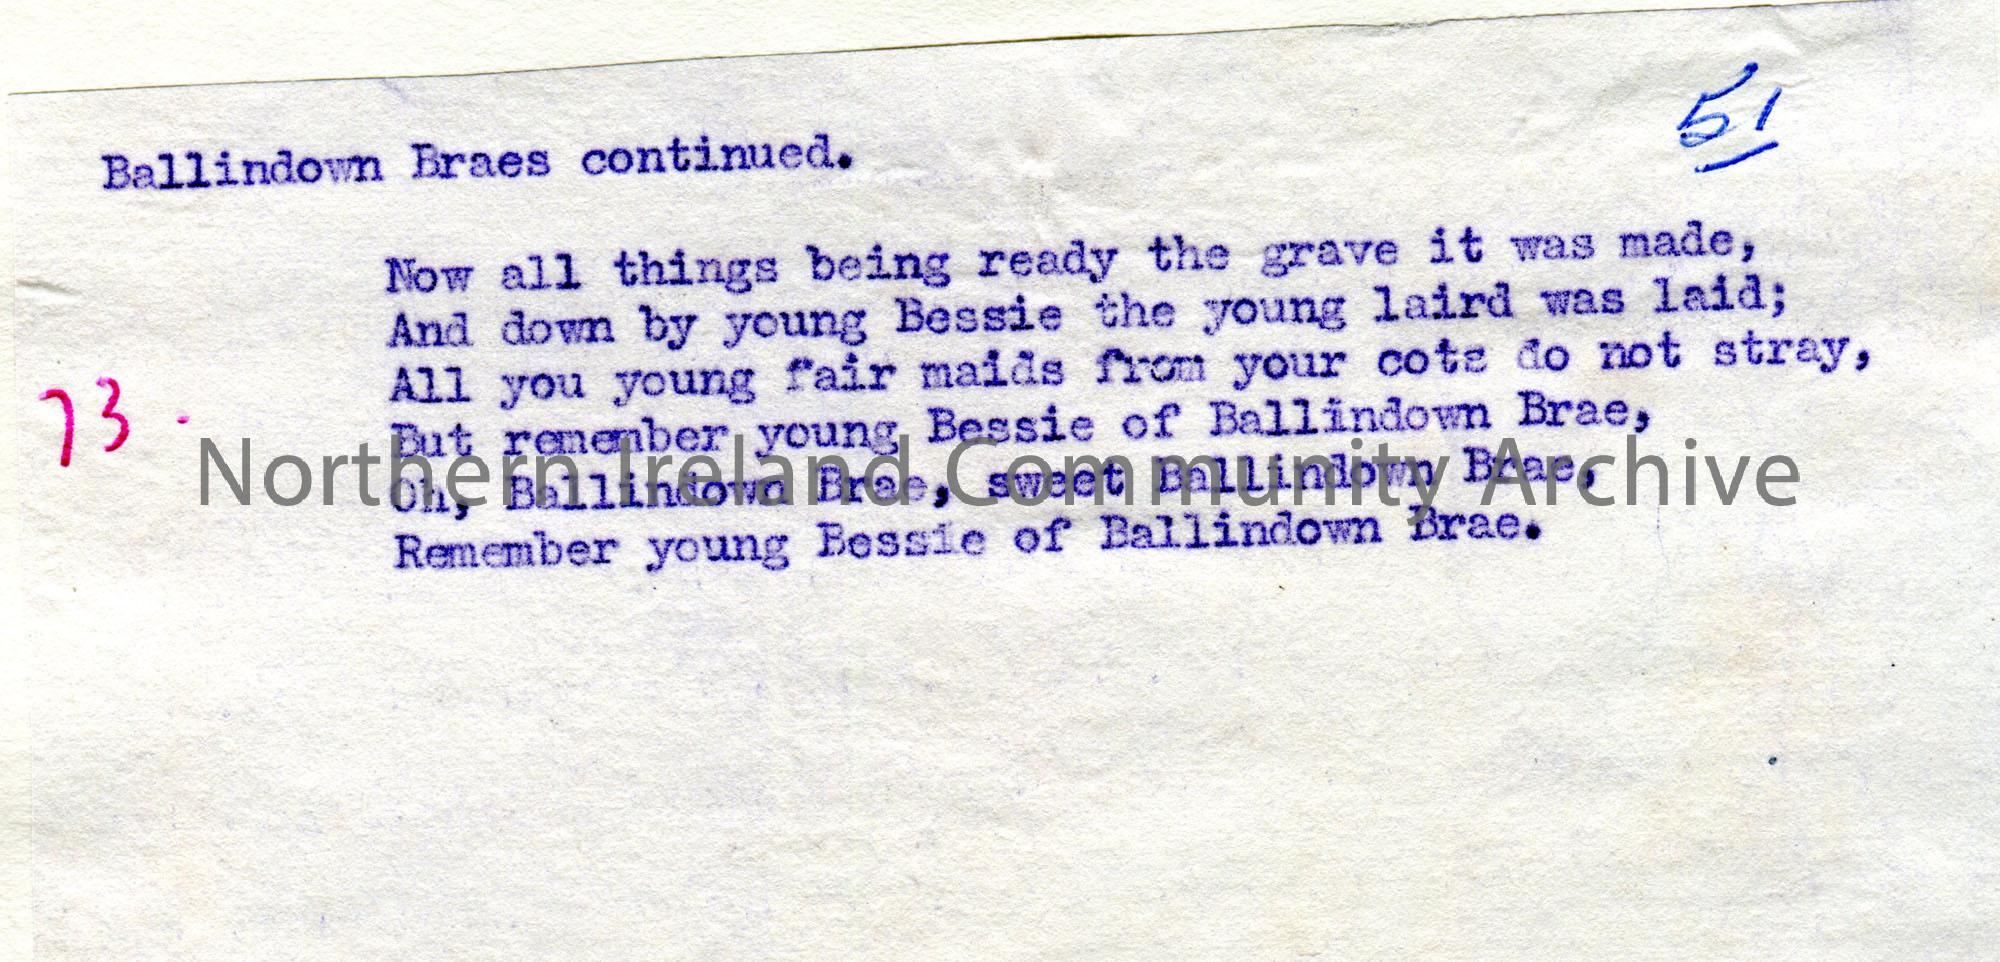 51
Ballindown Braes continued.
Now all things being ready the grave it was made,
And down by young Bessie the young laird was laid;
All you young fair maids from your cots do not stray,
73.
But remember young Bessie of Ballindown Brae,
Northern Ireland Community Archive
Oh, Ballindown Brae, sweet Ballindown Brae,
Remember young Bessie of Ballindown Brae.